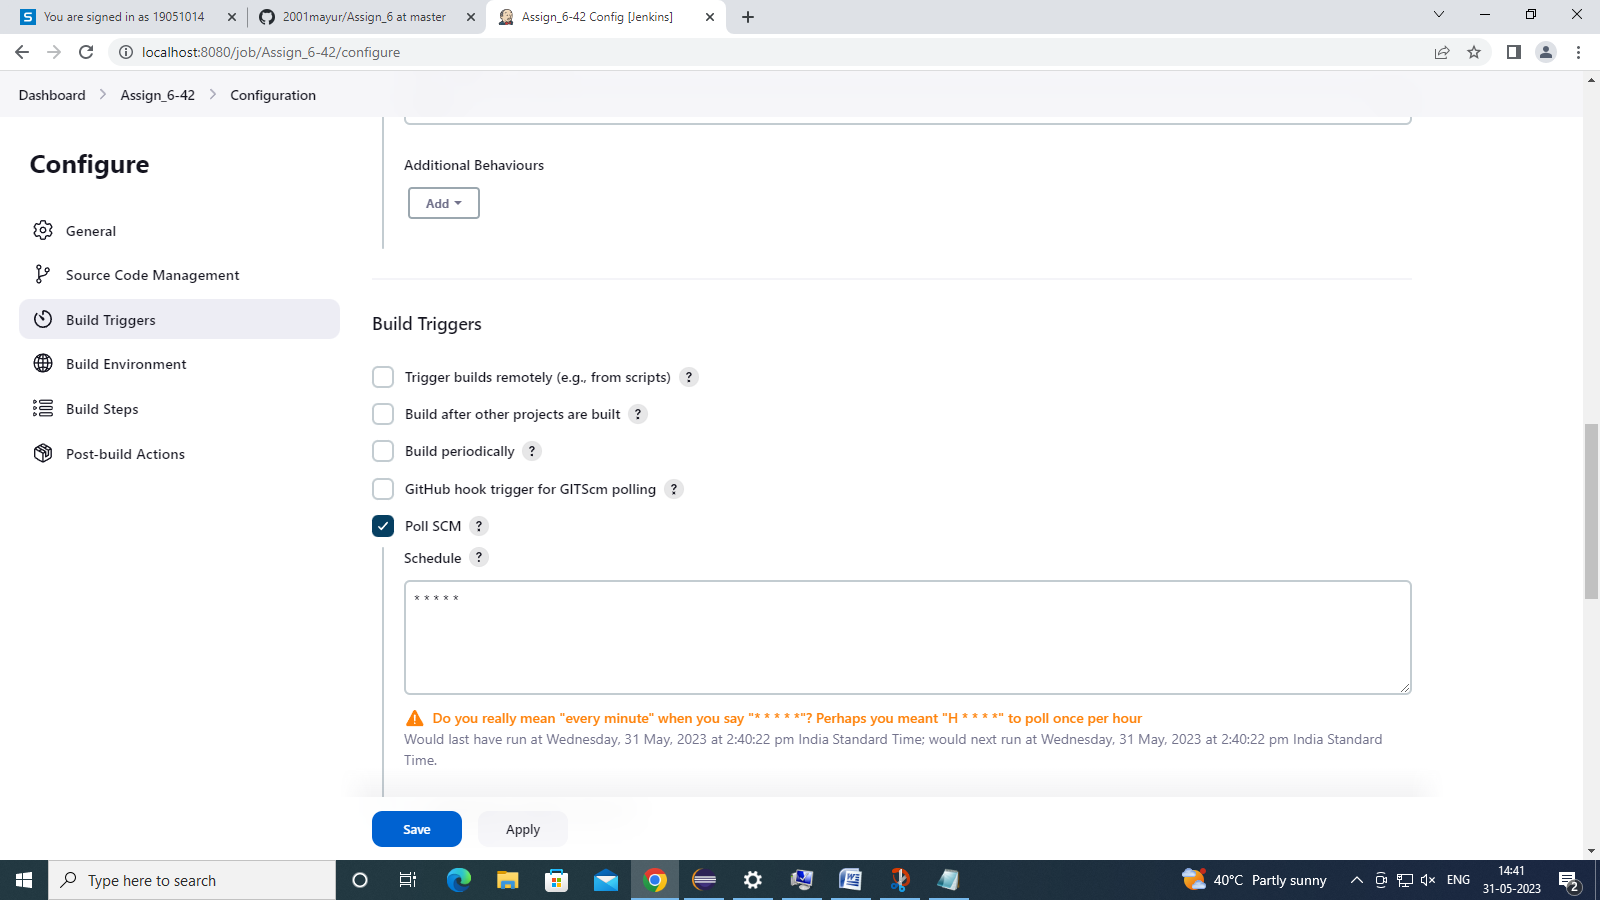 You are signed in as 19051014
2001mayur/Assign_6 at master
Assign_6-42 Config [Jenkins]
localhost:8080/job/Assign_6-42/configure
Dashboard
Assign_6-42
Configuration
Configure
General
Source Code Management
Build Triggers
Build Environment
Build Steps
Post-build Actions
Additional Behaviours
Add
Build Triggers
Trigger builds remotely (e.g., from scripts) ?
Build after other projects are built ?
Build periodically ?
GitHub hook trigger for GITScm polling ?
Poll SCM ?
Schedule ?
* * * * *
Do you really mean "every minute" when you say "* * * * *"? Perhaps you meant "H * * * *" to poll once per hour
Would last have run at Wednesday, 31 May, 2023 at 2:40:22 pm India Standard Time; would next run at Wednesday, 31 May, 2023 at 2:40:22 pm India Standard
Time.
Save
Apply
Type here to search
40°C Partly sunny
ENG
14:41
31-05-2023
2